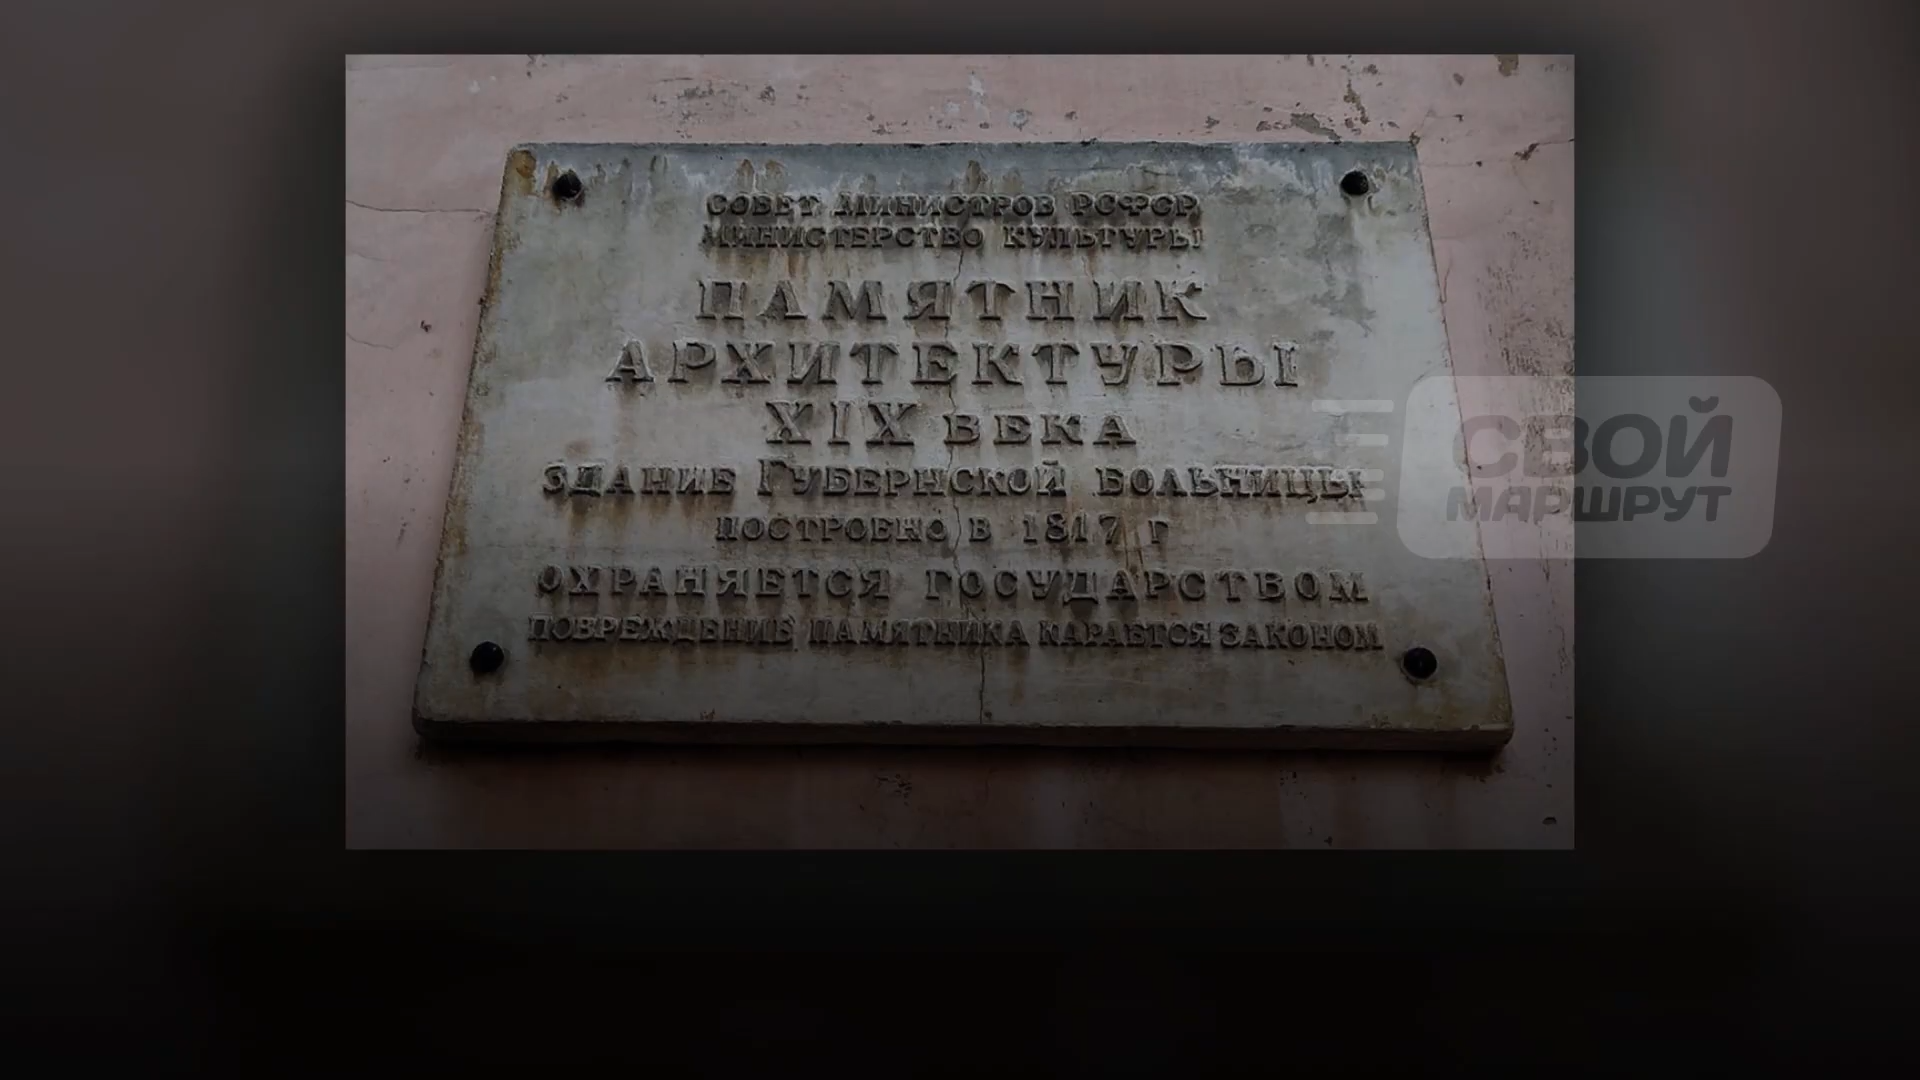 СОВЕТ МИНИСТРОВ РСФСР
МИНИСТЕРСТВО КУЛЬТУРЫ
ПАМЯТНИК
АРХИТЕКТУРЫ
XIX ВЕКА
ЗДАНИЕ ГУБЕРНСКОЙ БОЛЬНИЦЫ
ПОСТРОЕНО В 1817 Г
ОХРАНЯЕТСЯ ГОСУДАРСТВОМ
ПОВРЕЖДЕНИЕ ПАМЯТНИКА КАРАЕТСЯ ЗАКОНОМ
СВОЙ
МАРШРУТ